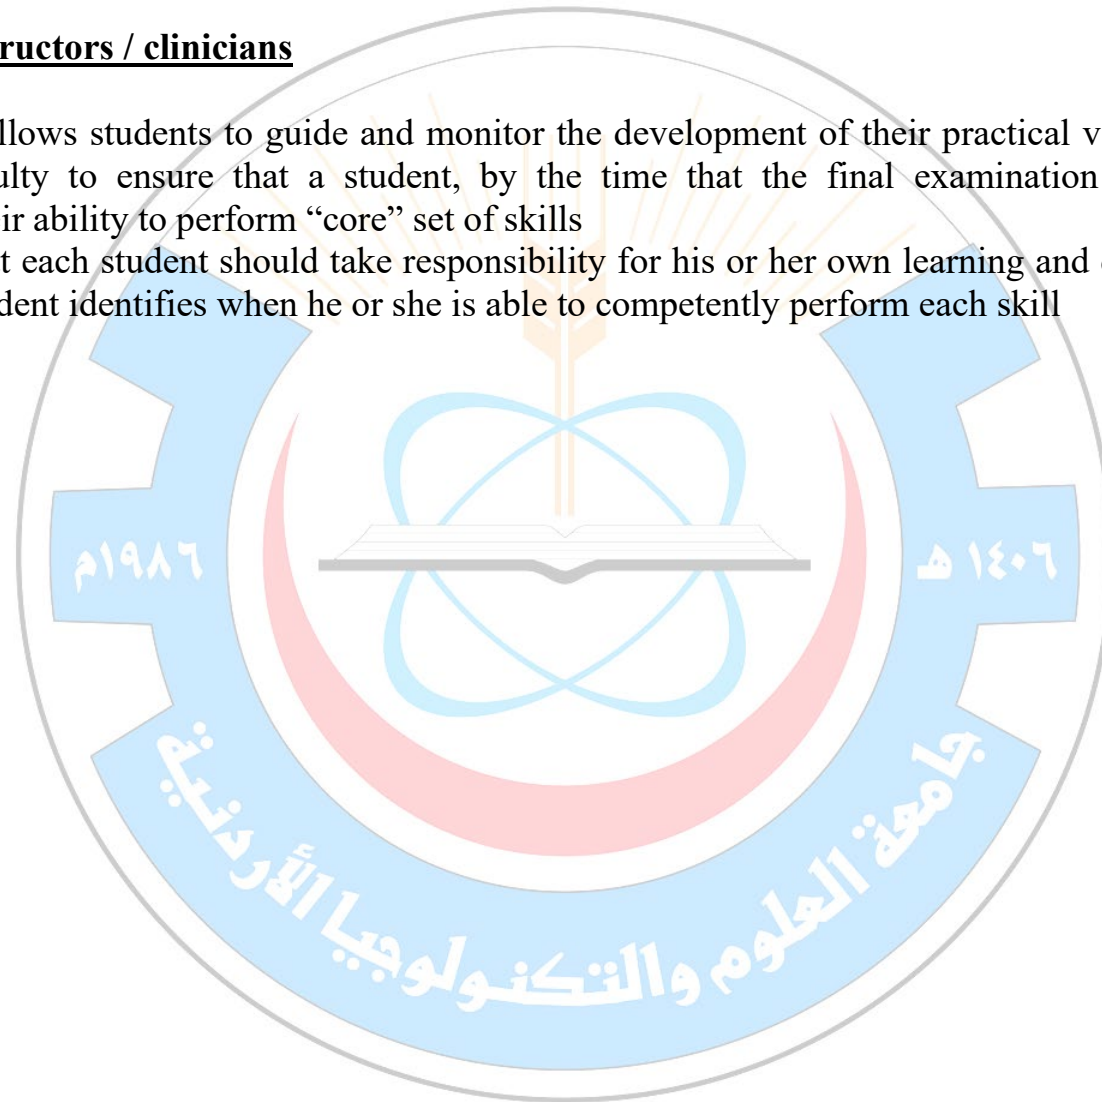 ructors / clinicians
llows students to guide and monitor the development of their practical v
ulty to ensure that a student, by the time that the final examination
ir ability to perform “core” set of skills
t each student should take responsibility for his or her own learning and
dent identifies when he or she is able to competently perform each skill
١٩٨٦م
١٤٠٦ هـ
جامعة العلوم والتكنولوجيا الأردنية